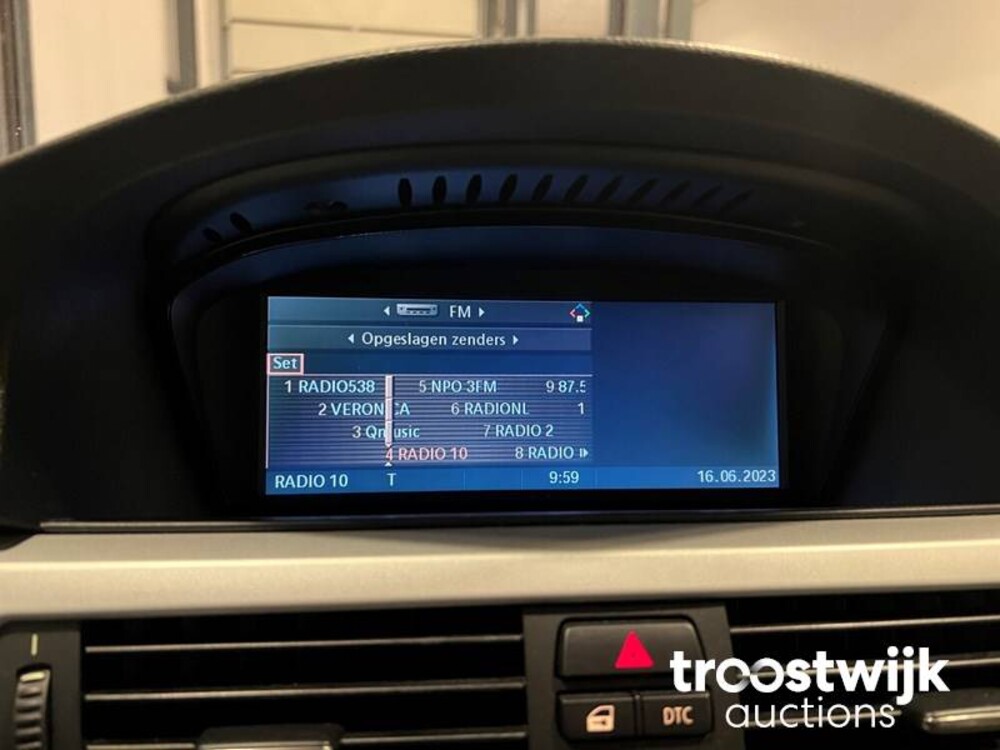 FM
Opgeslagen zenders
Set
1 RADIO538 5 NPO 3FM 9 87.5
2 VERONICA 6 RADIONL 1
3 Qmusic 7 RADIO 2
4 RADIO 10 8 RADIO
RADIO 10 T 9:59 16.06.2023
DTC
troostwijk
auctions